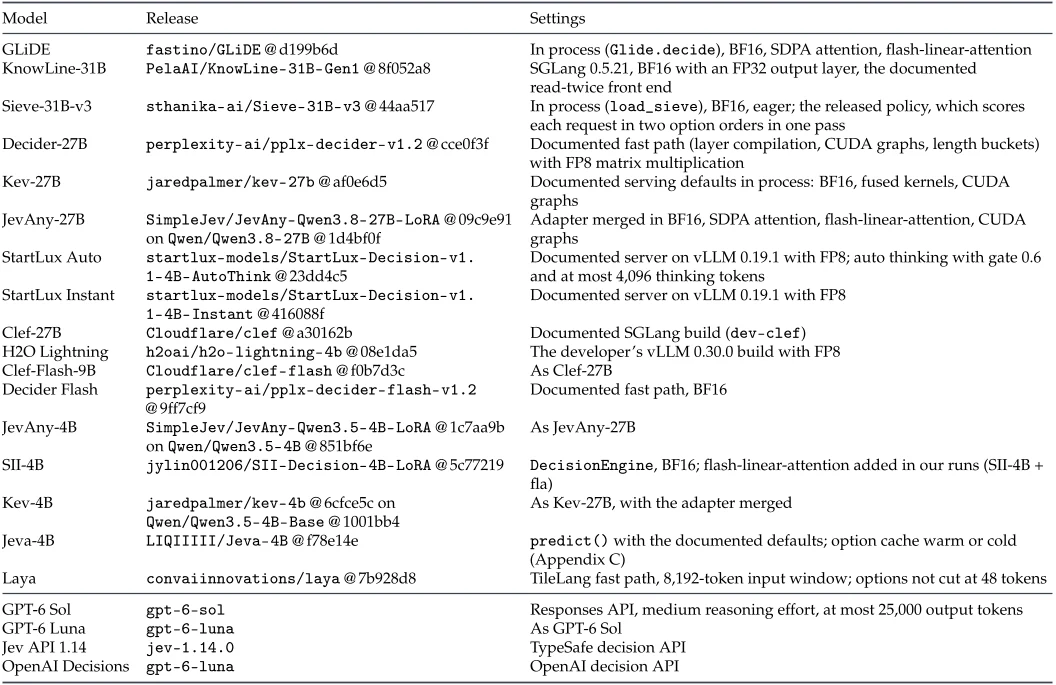 Model Release Settings
GLiDE fastino/GLiDE@d199b6d In process (Glide.decide), BF16, SDPA attention, flash-linear-attention
KnowLine-31B PelaAI/KnowLine-31B-Gen1@8f052a8 SGLang 0.5.21, BF16 with an FP32 output layer, the documented
read-twice front end
Sieve-31B-v3 sthanika-ai/Sieve-31B-v3@44aa517 In process (load_sieve), BF16, eager; the released policy, which scores
each request in two option orders in one pass
Decider-27B perplexity-ai/pplx-decider-v1.2@cce0f3f Documented fast path (layer compilation, CUDA graphs, length buckets)
with FP8 matrix multiplication
Kev-27B jaredpalmer/kev-27b@af0e6d5 Documented serving defaults in process: BF16, fused kernels, CUDA
graphs
JevAny-27B SimpleJev/JevAny-Qwen3.8-27B-LoRA@09c9e91 Adapter merged in BF16, SDPA attention, flash-linear-attention, CUDA
on Qwen/Qwen3.8-27B@1d4bf0f graphs
StartLux Auto startlux-models/StartLux-Decision-v1. Documented server on vLLM 0.19.1 with FP8; auto thinking with gate 0.6
1-4B-AutoThink@23dd4c5 and at most 4,096 thinking tokens
StartLux Instant startlux-models/StartLux-Decision-v1. Documented server on vLLM 0.19.1 with FP8
1-4B-Instant@416088f
Clef-27B Cloudflare/clef@a30162b Documented SGLang build (dev-clef)
H2O Lightning h2oai/h2o-lightning-4b@08e1da5 The developer's vLLM 0.30.0 build with FP8
Clef-Flash-9B Cloudflare/clef-flash@f0b7d3c As Clef-27B
Decider Flash perplexity-ai/pplx-decider-flash-v1.2 Documented fast path, BF16
@9ff7cf9
JevAny-4B SimpleJev/JevAny-Qwen3.5-4B-LoRA@1c7aa9b As JevAny-27B
on Qwen/Qwen3.5-4B@851bf6e
SII-4B jylin001206/SII-Decision-4B-LoRA@5c77219 DecisionEngine, BF16; flash-linear-attention added in our runs (SII-4B +
fla)
Kev-4B jaredpalmer/kev-4b@6cfce5c on As Kev-27B, with the adapter merged
Qwen/Qwen3.5-4B-Base@1001bb4
Jeva-4B LIQIIIII/Jeva-4B@f78e14e predict() with the documented defaults; option cache warm or cold
(Appendix C)
Laya convaiinnovations/laya@7b928d8 TileLang fast path, 8,192-token input window; options not cut at 48 tokens
GPT-6 Sol gpt-6-sol Responses API, medium reasoning effort, at most 25,000 output tokens
GPT-6 Luna gpt-6-luna As GPT-6 Sol
Jev API 1.14 jev-1.14.0 TypeSafe decision API
OpenAI Decisions gpt-6-luna OpenAI decision API